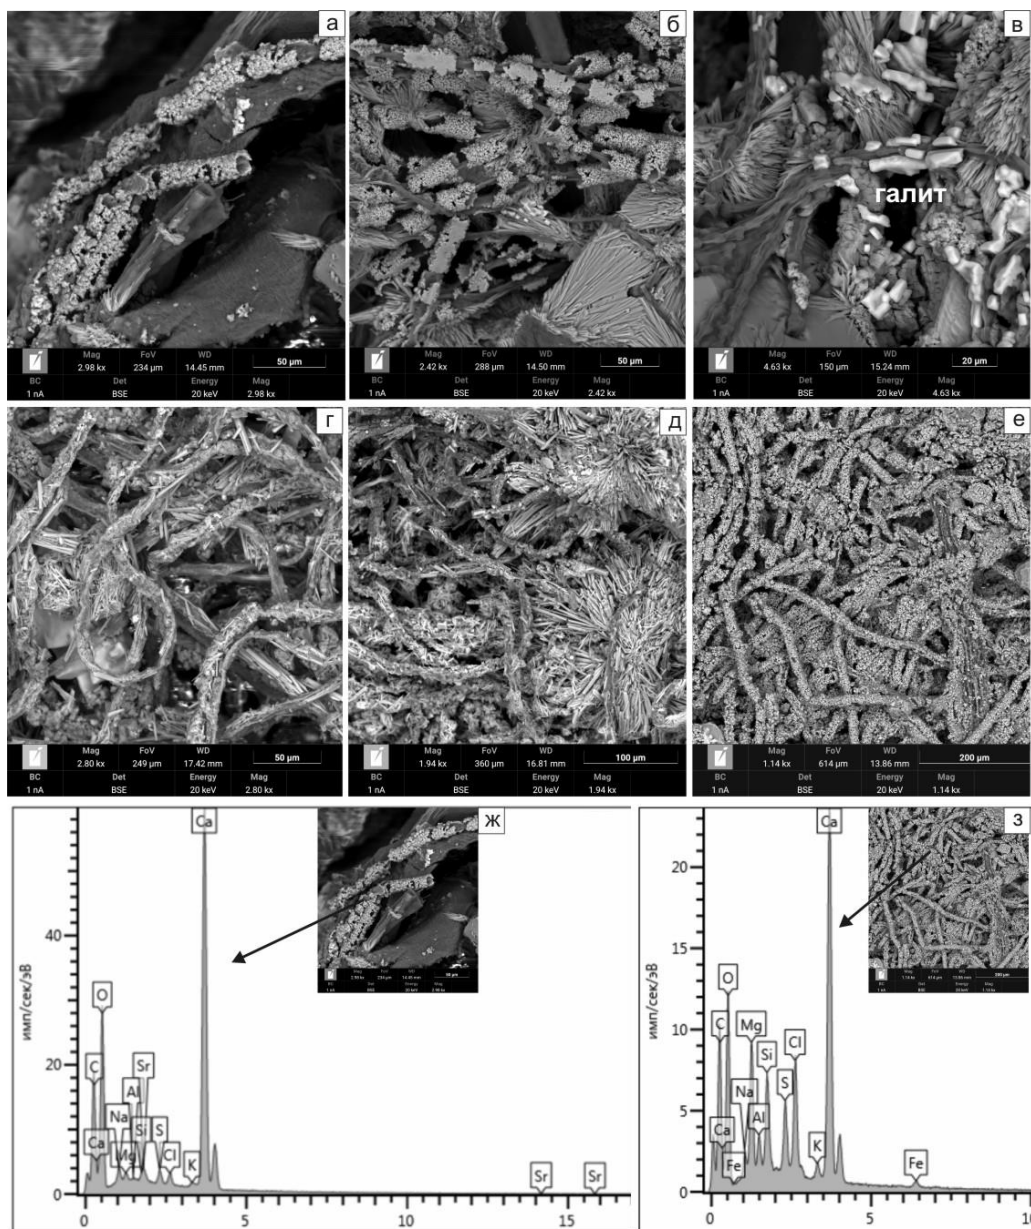 а
б
в
галит
Mag FoV WD
2.98 kx 234 µm 14.45 mm 50 µm
BC Det Energy Mag
1 nA BSE 20 keV 2.98 kx
Mag FoV WD
2.42 kx 288 µm 14.50 mm 50 µm
BC Det Energy Mag
1 nA BSE 20 keV 2.42 kx
Mag FoV WD
4.63 kx 150 µm 15.24 mm 20 µm
BC Det Energy Mag
1 nA BSE 20 keV 4.63 kx
г
д
е
Mag FoV WD
2.80 kx 249 µm 17.42 mm 50 µm
BC Det Energy Mag
1 nA BSE 20 keV 2.80 kx
Mag FoV WD
1.94 kx 360 µm 16.81 mm 100 µm
BC Det Energy Mag
1 nA BSE 20 keV 1.94 kx
Mag FoV WD
1.14 kx 614 µm 13.86 mm 200 µm
BC Det Energy Mag
1 nA BSE 20 keV 1.14 kx
ж
имп/сек/эВ
40
20
0
Ca
O
C
Sr
Al
Na
Si
S
Ca
Mg
Cl
K
Sr
Sr
0 5 10 15
з
имп/сек/эВ
20
15
10
5
0
Ca
O
C
Mg
Cl
Si
S
Na
Al
Ca
K
Fe
Fe
0 5 10